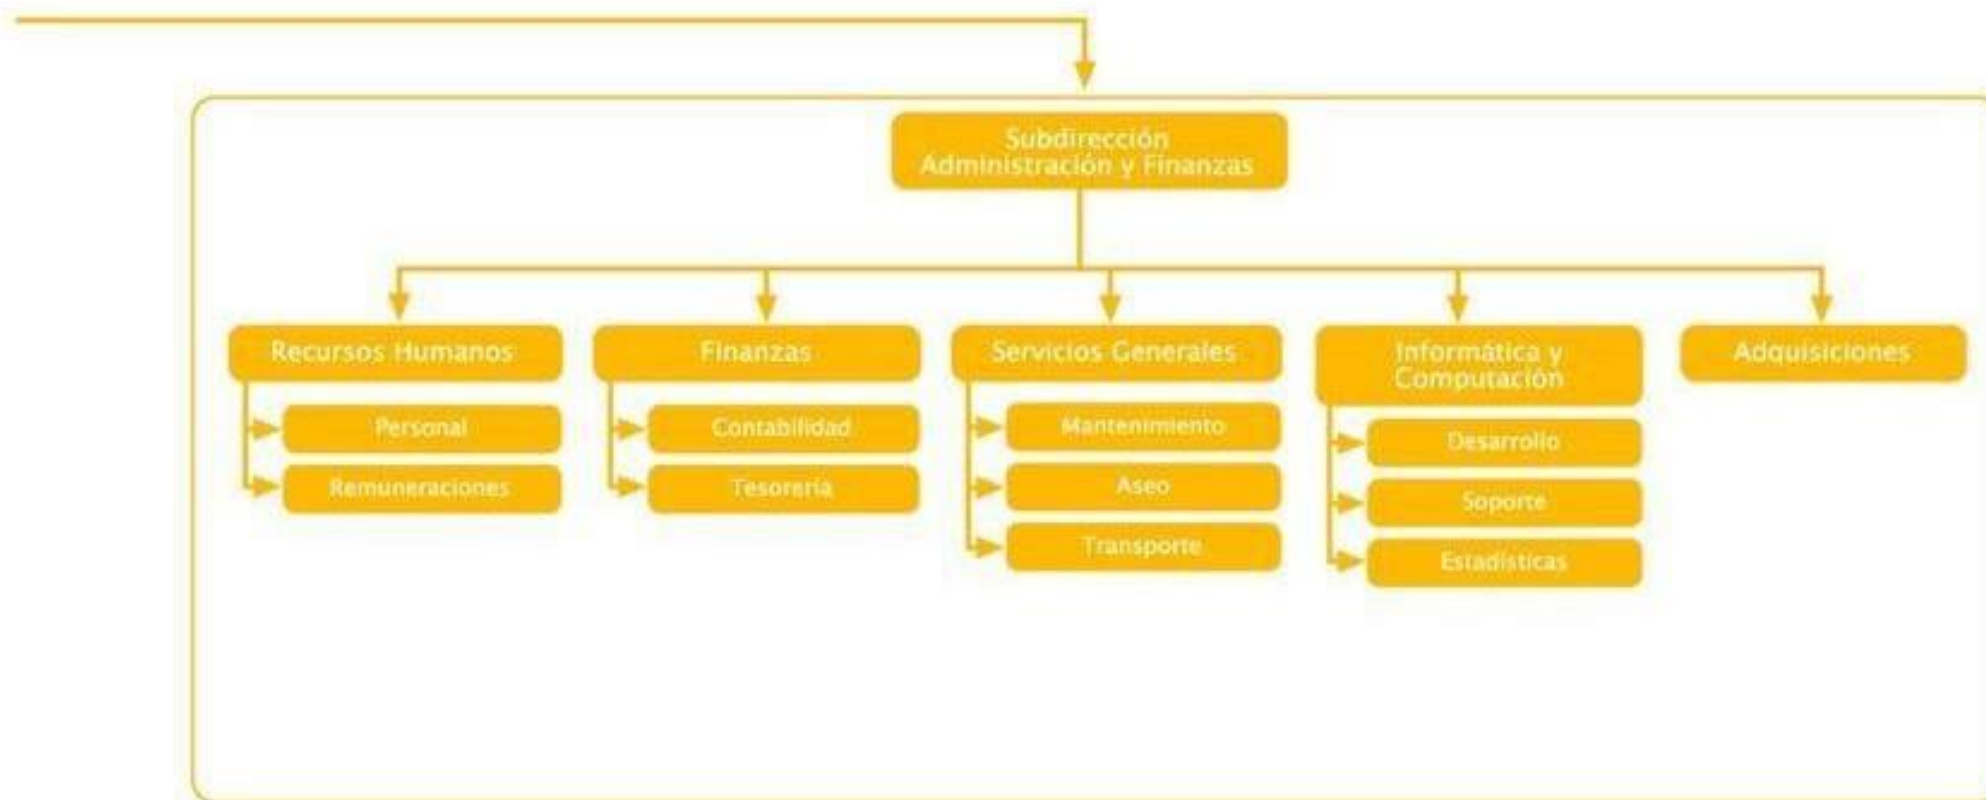 Subdirección
Administración y Finanzas
Recursos Humanos
Personal
Remuneraciones
Finanzas
Contabilidad
Tesorería
Servicios Generales
Mantenimiento
Aseo
Transporte
Informática y
Computación
Desarrollo
Soporte
Estadísticas
Adquisiciones